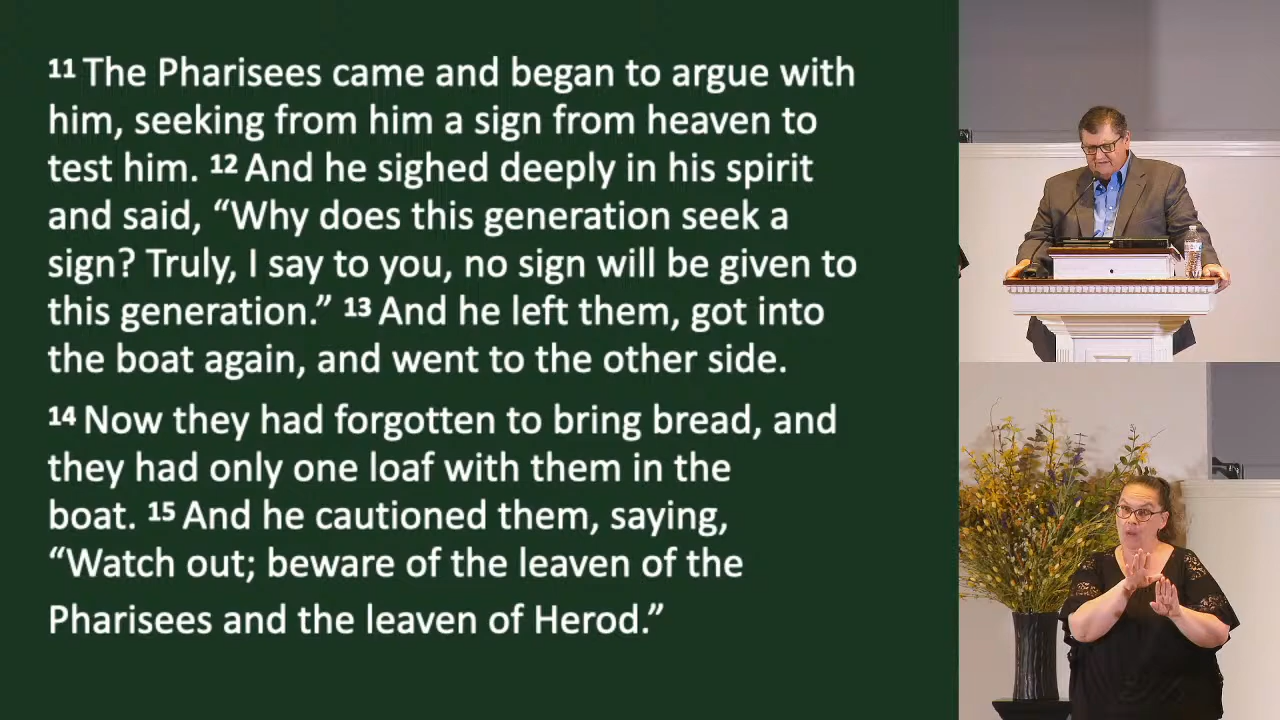 11 The Pharisees came and began to argue with
him, seeking from him a sign from heaven to
test him. 12 And he sighed deeply in his spirit
and said, “Why does this generation seek a
sign? Truly, I say to you, no sign will be given to
this generation.” 13 And he left them, got into
the boat again, and went to the other side.
14 Now they had forgotten to bring bread, and
they had only one loaf with them in the
boat. 15 And he cautioned them, saying,
“Watch out; beware of the leaven of the
Pharisees and the leaven of Herod.”